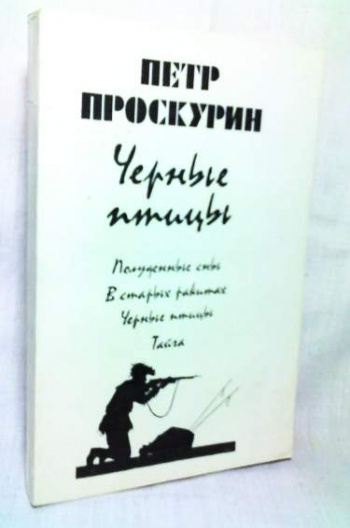 ПЕТР
ПРОСКУРИН
Черные
птицы
Полуденные сны
В старых ракитах
Черные птицы
Тайга